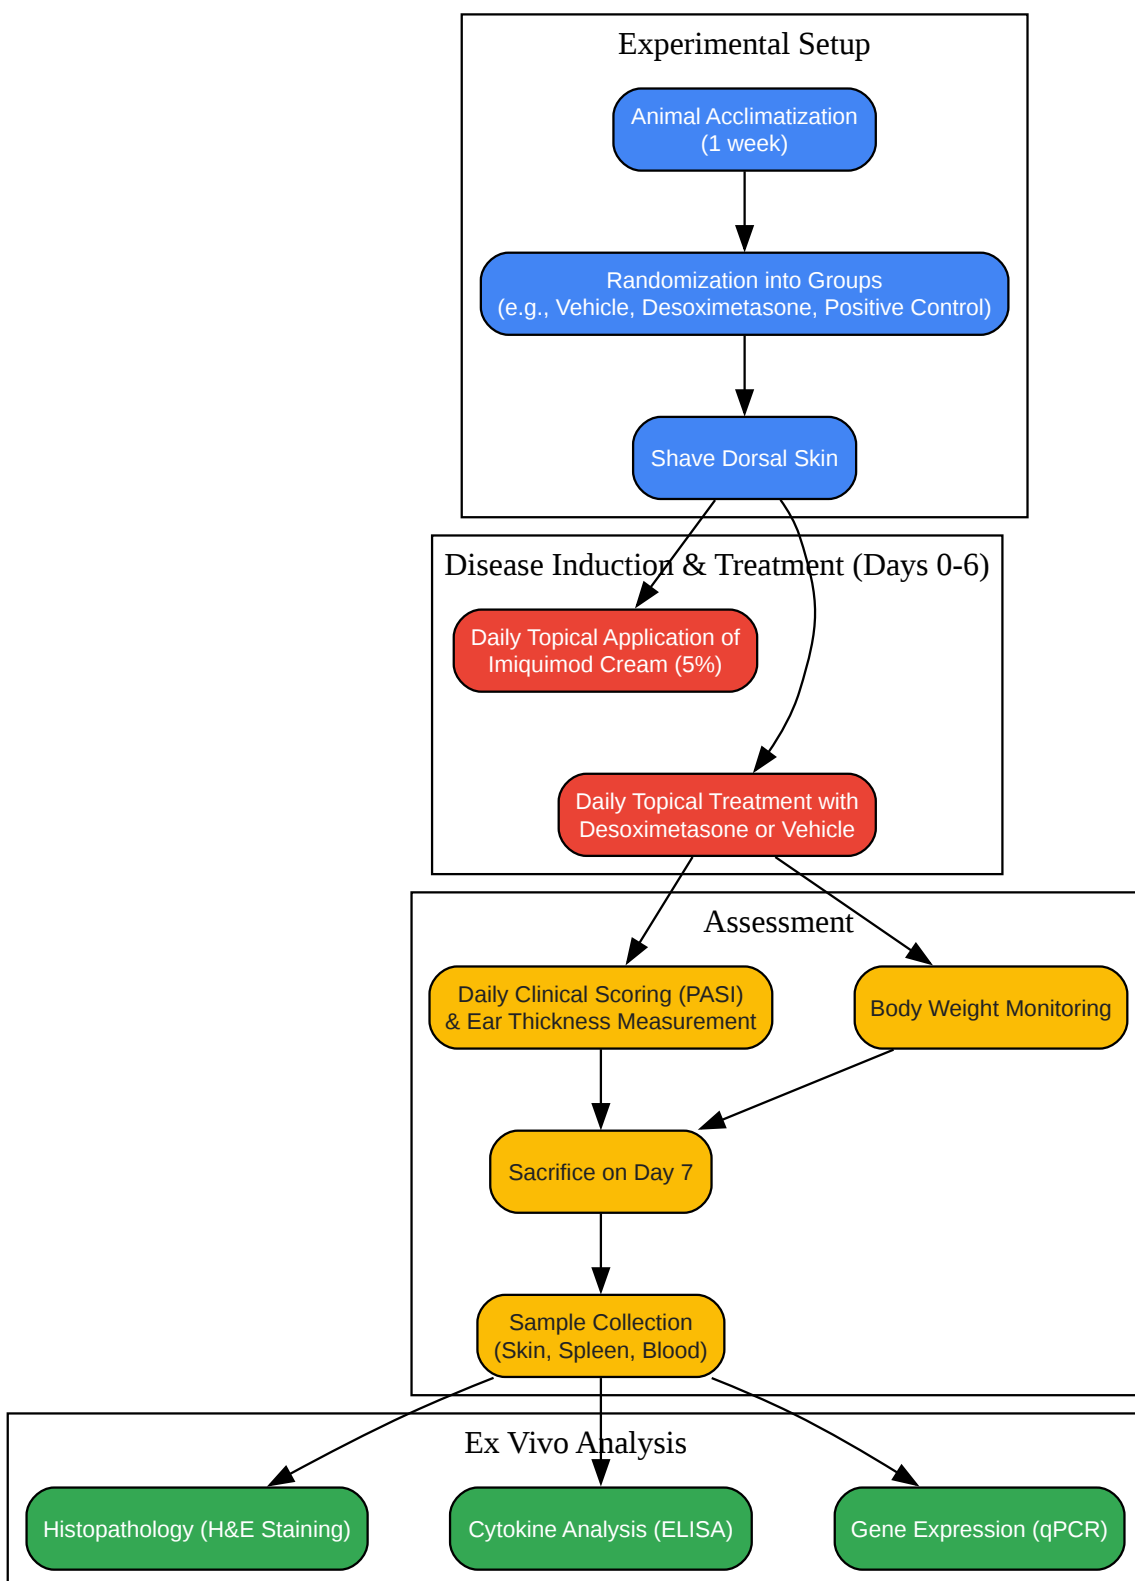 Experimental Setup
Animal Acclimatization
(1 week)
Randomization into Groups
(e.g., Vehicle, Desoximetasone, Positive Control)
Shave Dorsal Skin
Disease Induction & Treatment (Days 0-6)
Daily Topical Application of
Imiquimod Cream (5%)
Daily Topical Treatment with
Desoximetasone or Vehicle
Assessment
Daily Clinical Scoring (PASI)
& Ear Thickness Measurement
Body Weight Monitoring
Sacrifice on Day 7
Sample Collection
(Skin, Spleen, Blood)
Ex Vivo Analysis
Histopathology (H&E Staining)
Cytokine Analysis (ELISA)
Gene Expression (qPCR)